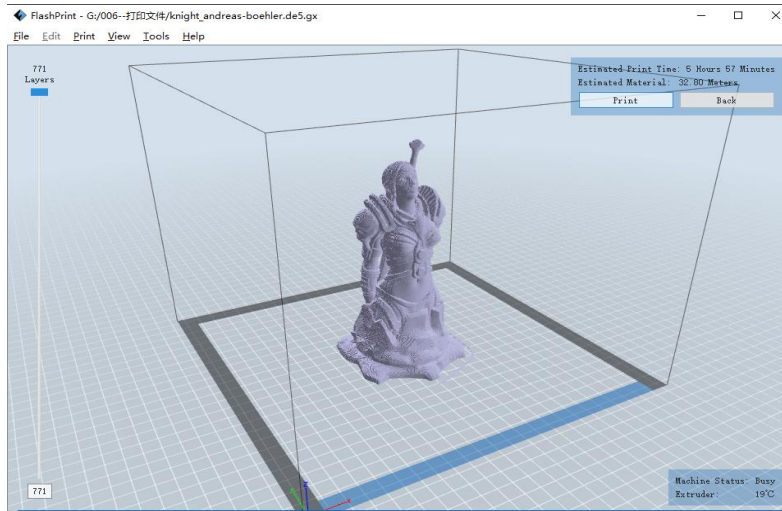 FlashPrint - G:/006--打印文件/knight_andreas-boehler.de5.gx
File Edit Print View Tools Help
771
Layers
Estimated Print Time: 5 Hours 57 Minutes
Estimated Material: 32.80 Meters
Print Back
771
Machine Status: Busy
Extruder: 19℃
z
x